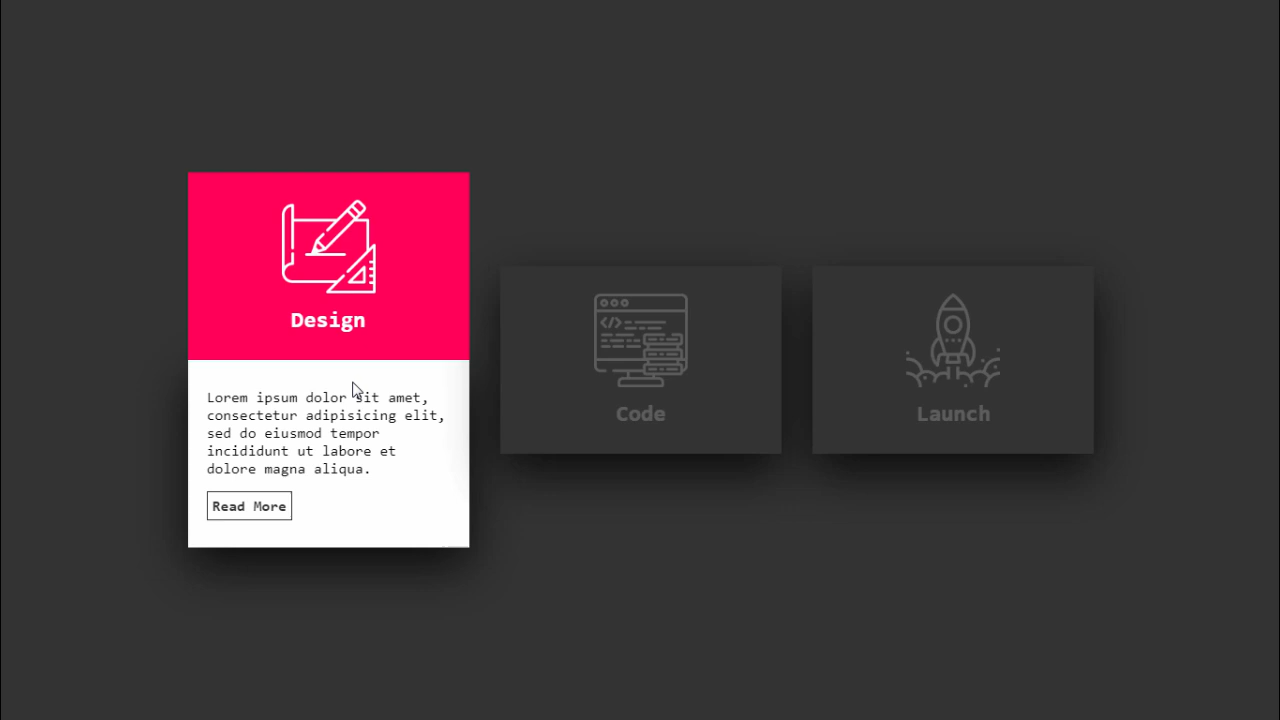 Design
Lorem ipsum dolor sit amet,
consectetur adipisicing elit,
sed do eiusmod tempor
incididunt ut labore et
dolore magna aliqua.
Read More
</>
Code
Launch